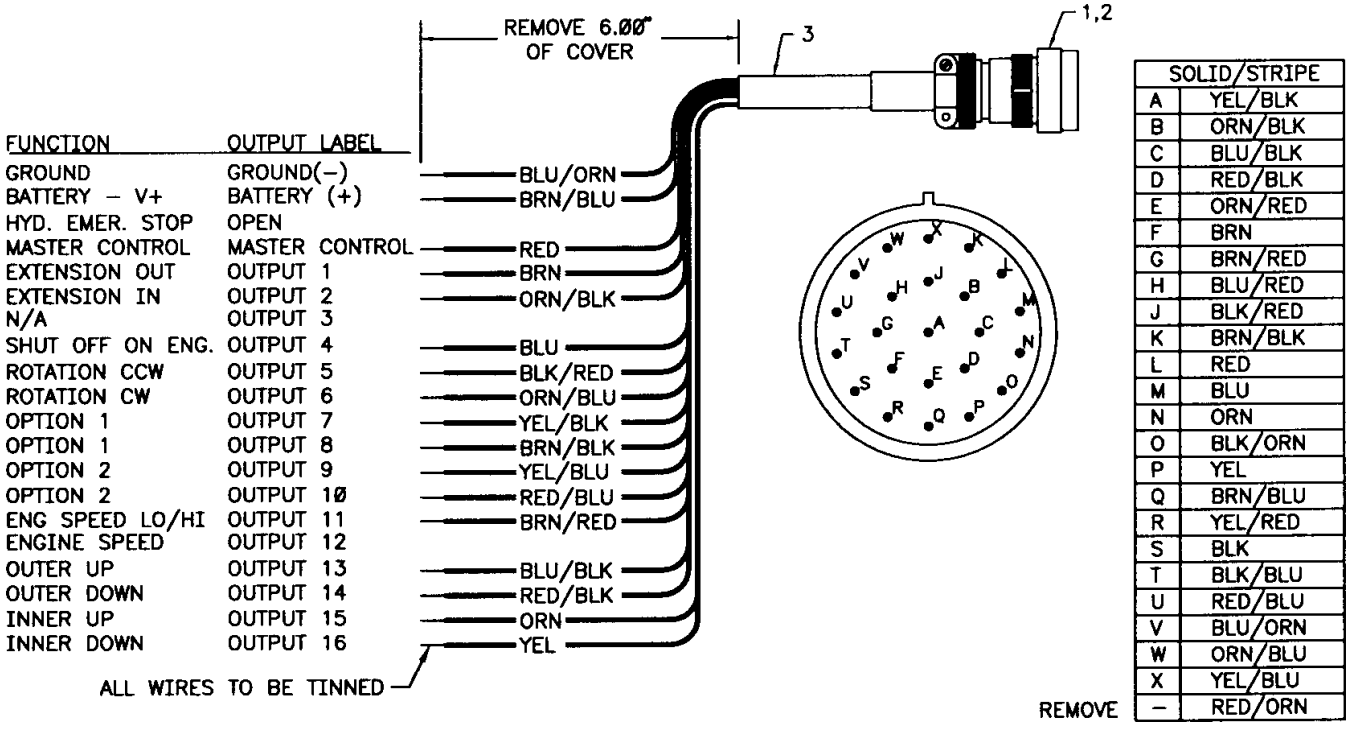 REMOVE 6.00"
OF COVER
3
1,2
FUNCTION OUTPUT LABEL
GROUND GROUND(-) BLU/ORN
BATTERY - V+ BATTERY (+) BRN/BLU
HYD. EMER. STOP OPEN
MASTER CONTROL MASTER CONTROL RED
EXTENSION OUT OUTPUT 1 BRN
EXTENSION IN OUTPUT 2 ORN/BLK
N/A OUTPUT 3
SHUT OFF ON ENG. OUTPUT 4 BLU
ROTATION CCW OUTPUT 5 BLK/RED
ROTATION CW OUTPUT 6 ORN/BLU
OPTION 1 OUTPUT 7 YEL/BLK
OPTION 1 OUTPUT 8 BRN/BLK
OPTION 2 OUTPUT 9 YEL/BLU
OPTION 2 OUTPUT 10 RED/BLU
ENG SPEED LO/HI OUTPUT 11 BRN/RED
ENGINE SPEED OUTPUT 12
OUTER UP OUTPUT 13 BLU/BLK
OUTER DOWN OUTPUT 14 RED/BLK
INNER UP OUTPUT 15 ORN
INNER DOWN OUTPUT 16 YEL
ALL WIRES TO BE TINNED
W X K
V J L
H B
U M
G A C
T N
F E D
S O
R Q P
SOLID/STRIPE
A YEL/BLK
B ORN/BLK
C BLU/BLK
D RED/BLK
E ORN/RED
F BRN
G BRN/RED
H BLU/RED
J BLK/RED
K BRN/BLK
L RED
M BLU
N ORN
O BLK/ORN
P YEL
Q BRN/BLU
R YEL/RED
S BLK
T BLK/BLU
U RED/BLU
V BLU/ORN
W ORN/BLU
X YEL/BLU
REMOVE - RED/ORN